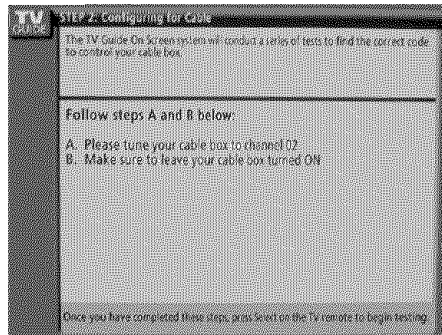 TV
GUIDE
STEP 2: Configuring for Cable
The TV Guide On Screen system will conduct a series of tests to find the correct code
to control your cable box.
Follow steps A and B below:
A. Please tune your cable box to channel 02
B. Make sure to leave your cable box turned ON
Once you have completed these steps, press Select on the TV remote to begin testing.